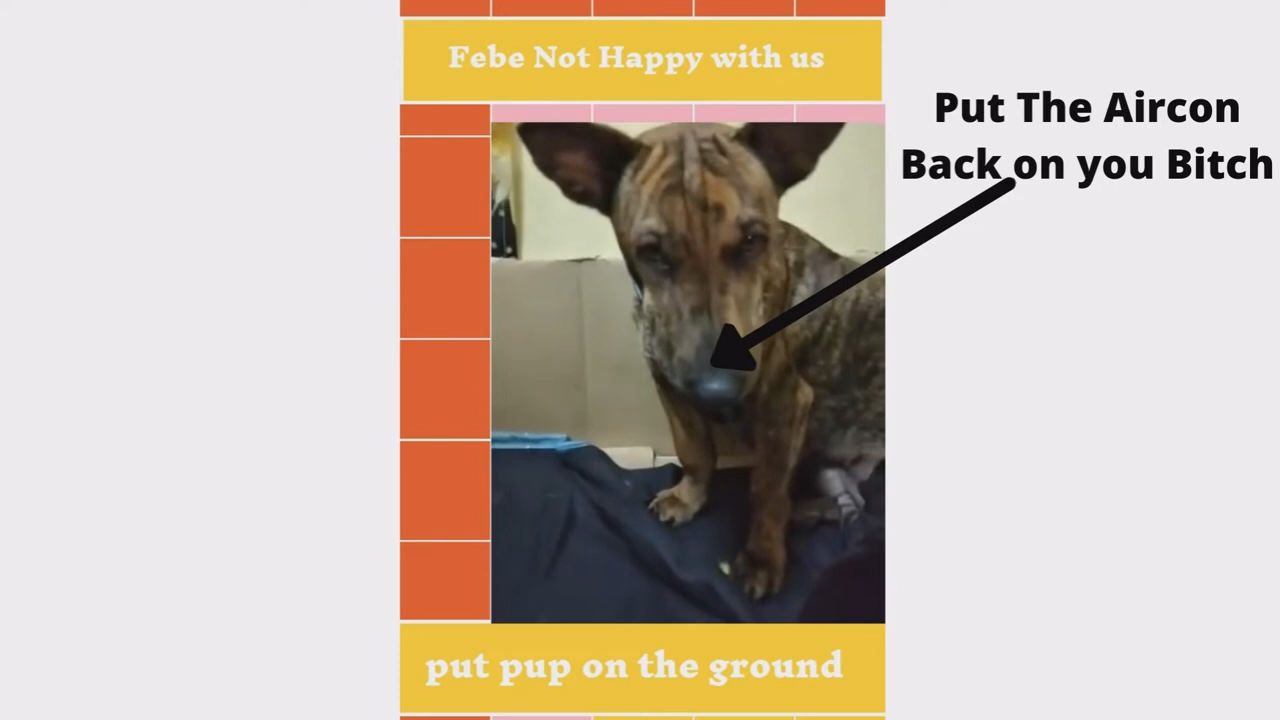 Febe Not Happy with us
Put The Aircon
Back on you Bitch
put pup on the ground